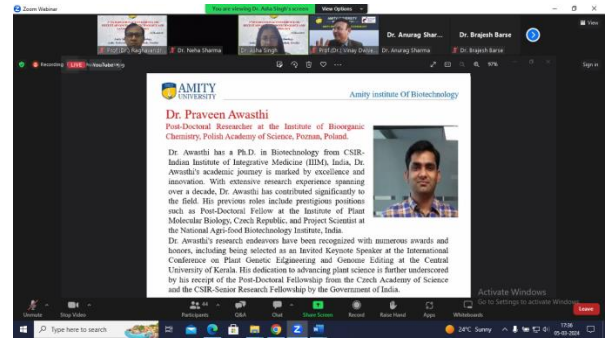 Zoom Webinar
You are viewing Dr. Asha Singh's screen
View Options
View
Dr. Neha Sharma
Dr. Asha Singh
Dr. Anurag Shar...
Dr. Anurag Sharma
Dr. Brajesh Barse
Dr. Brajesh Barse
Recording
LIVE
97%
Sign in
AMITY
UNIVERSITY
Amity institute Of Biotechnology
Dr. Praveen Awasthi
Post-Doctoral Researcher at the Institute of Bioorganic
Chemistry, Polish Academy of Science, Poznan, Poland
Dr. Awasthi has a Ph.D. in Biotechnology from CSIR-
Indian Institute of Integrative Medicine (IIIM), India, Dr.
Awasthi's academic journey is marked by excellence and
innovation. With extensive research experience spanning
over a decade, Dr. Awasthi has contributed significantly to
the field. His previous roles include prestigious positions
such as Post-Doctoral Fellow at the Institute of Plant
Molecular Biology, Czech Republic, and Project Scientist at
the National Agri-food Biotechnology Institute, India.
Dr. Awasthi's research endeavors have been recognized with numerous awards and
honors, including being selected as an Invited Keynote Speaker at the International
Conference on Plant Genetic Engineering and Genome Editing at the Central
University of Kerala. His dedication to advancing plant science is further underscored
by his receipt of the Post-Doctoral Fellowship from the Czech Academy of Science
and the CSIR-Senior Research Fellowship by the Government of India.
Activate Windows
Go to Settings to activate Windows.
Unmute
Stop Video
Participants
Q&A
Chat
Share Screen
Record
Raise Hand
Apps
Whiteboards
Leave
Type here to search
24°C Sunny
17:36
05-03-2024